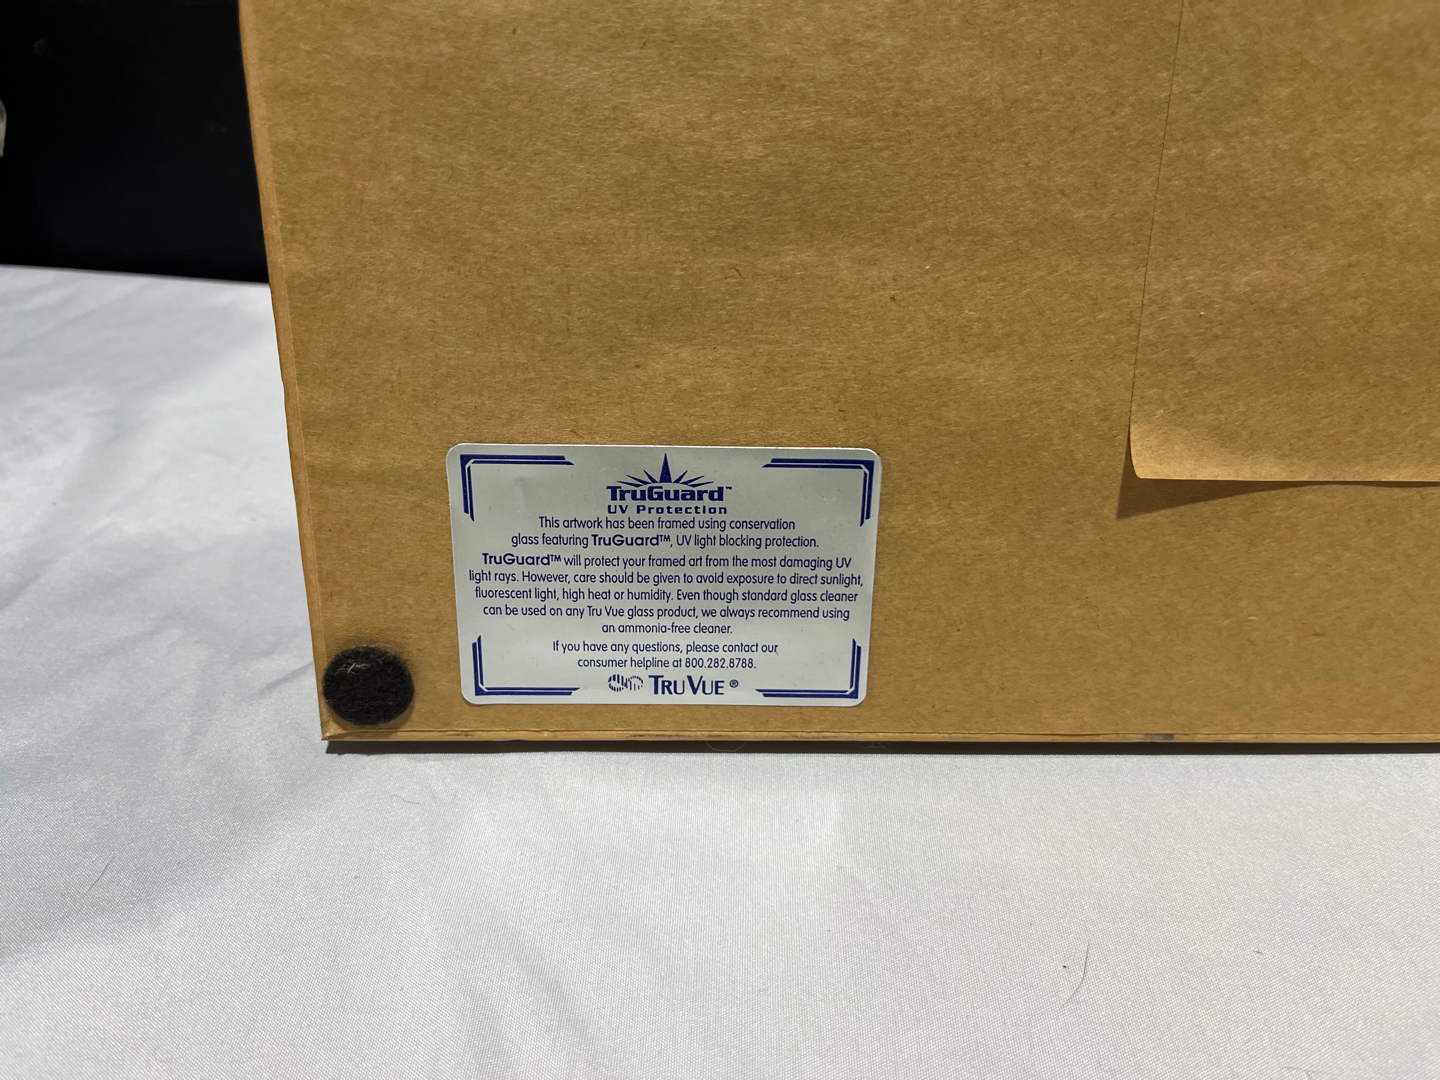 TruGuard™
UV Protection
This artwork has been framed using conservation
glass featuring TruGuard™, UV light blocking protection.
TruGuard™ will protect your framed art from the most damaging UV
light rays. However, care should be given to avoid exposure to direct sunlight,
fluorescent light, high heat or humidity. Even though standard glass cleaner
can be used on any Tru Vue glass product, we always recommend using
an ammonia-free cleaner.
If you have any questions, please contact our
consumer helpline at 800.282.8788.
TRU VUE ®